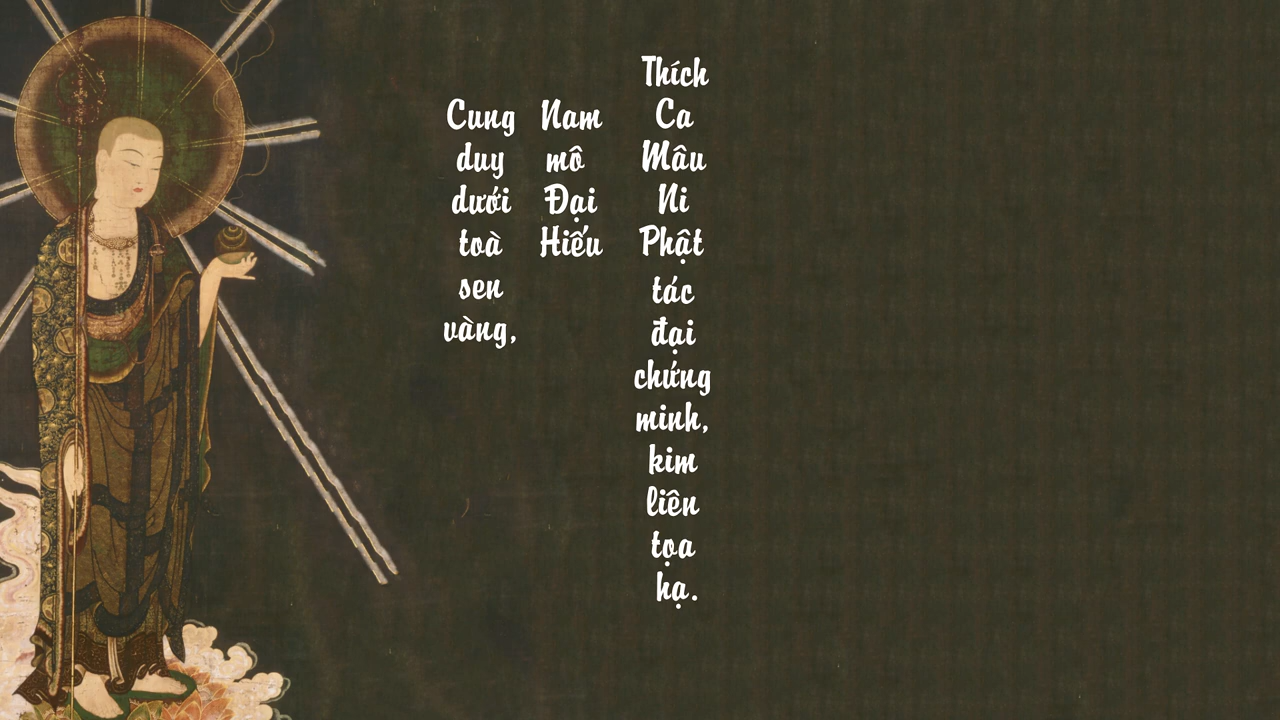 Cung duy dưới toà sen vàng,
Nam mô Đại Hiếu
Thích Ca Mâu Ni Phật tác đại chứng minh, kim liên tọa hạ.